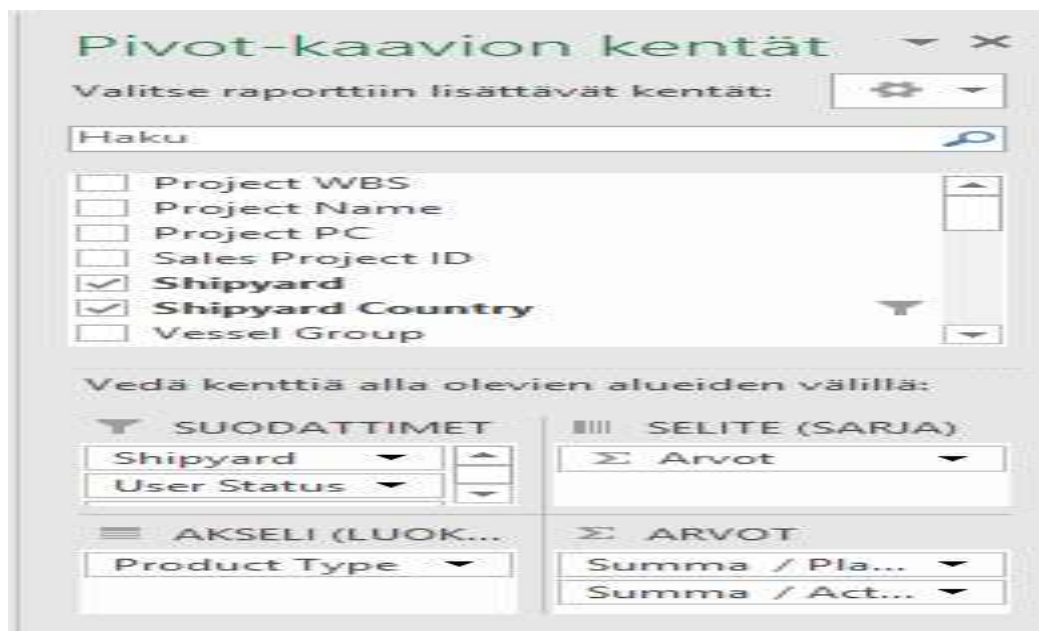 Pivot-kaavion kentät
Valitse raporttiin lisättävät kentät:
Haku
Project WBS
Project Name
Project PC
Sales Project ID
Shipyard
Shipyard Country
Vessel Group
Vedä kenttiä alla olevien alueiden välillä:
SUODATTIMET
Shipyard
User Status
SELITE (SARJA)
Σ Arvot
AKSELI (LUOK...
Product Type
Σ ARVOT
Summa / Pla...
Summa / Act...